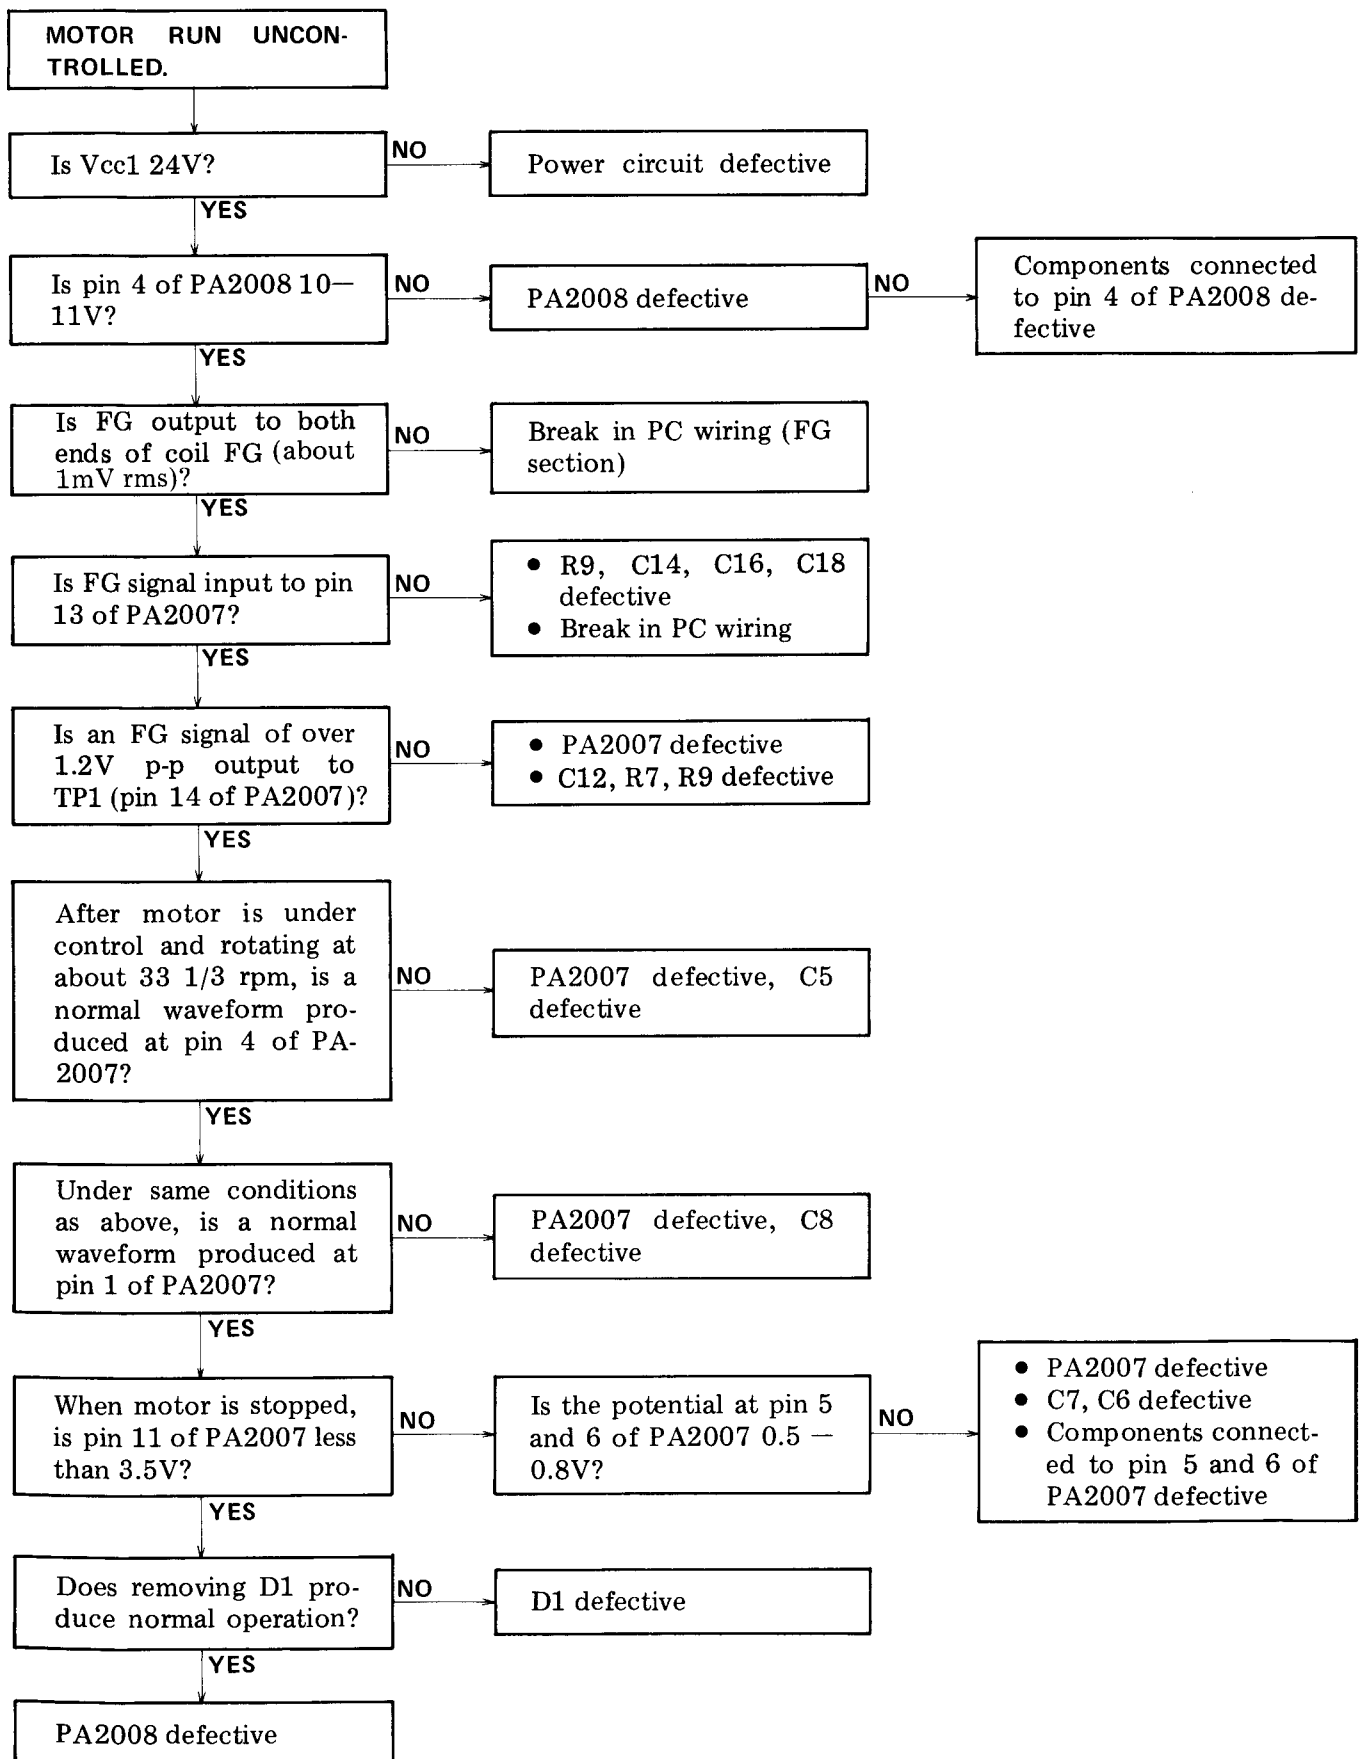 MOTOR RUN UNCON-
TROLLED.
Is Vcc1 24V?
NO
Power circuit defective
YES
Is pin 4 of PA2008 10—
11V?
NO
PA2008 defective
NO
Components connected
to pin 4 of PA2008 de-
fective
YES
Is FG output to both
ends of coil FG (about
1mV rms)?
NO
Break in PC wiring (FG
section)
YES
Is FG signal input to pin
13 of PA2007?
NO
● R9, C14, C16, C18
defective
● Break in PC wiring
YES
Is an FG signal of over
1.2V p-p output to
TP1 (pin 14 of PA2007)?
NO
● PA2007 defective
● C12, R7, R9 defective
YES
After motor is under
control and rotating at
about 33 1/3 rpm, is a
normal waveform pro-
duced at pin 4 of PA-
2007?
NO
PA2007 defective, C5
defective
YES
Under same conditions
as above, is a normal
waveform produced at
pin 1 of PA2007?
NO
PA2007 defective, C8
defective
YES
When motor is stopped,
is pin 11 of PA2007 less
than 3.5V?
NO
Is the potential at pin 5
and 6 of PA2007 0.5 —
0.8V?
NO
● PA2007 defective
● C7, C6 defective
● Components connect-
ed to pin 5 and 6 of
PA2007 defective
YES
Does removing D1 pro-
duce normal operation?
NO
D1 defective
YES
PA2008 defective